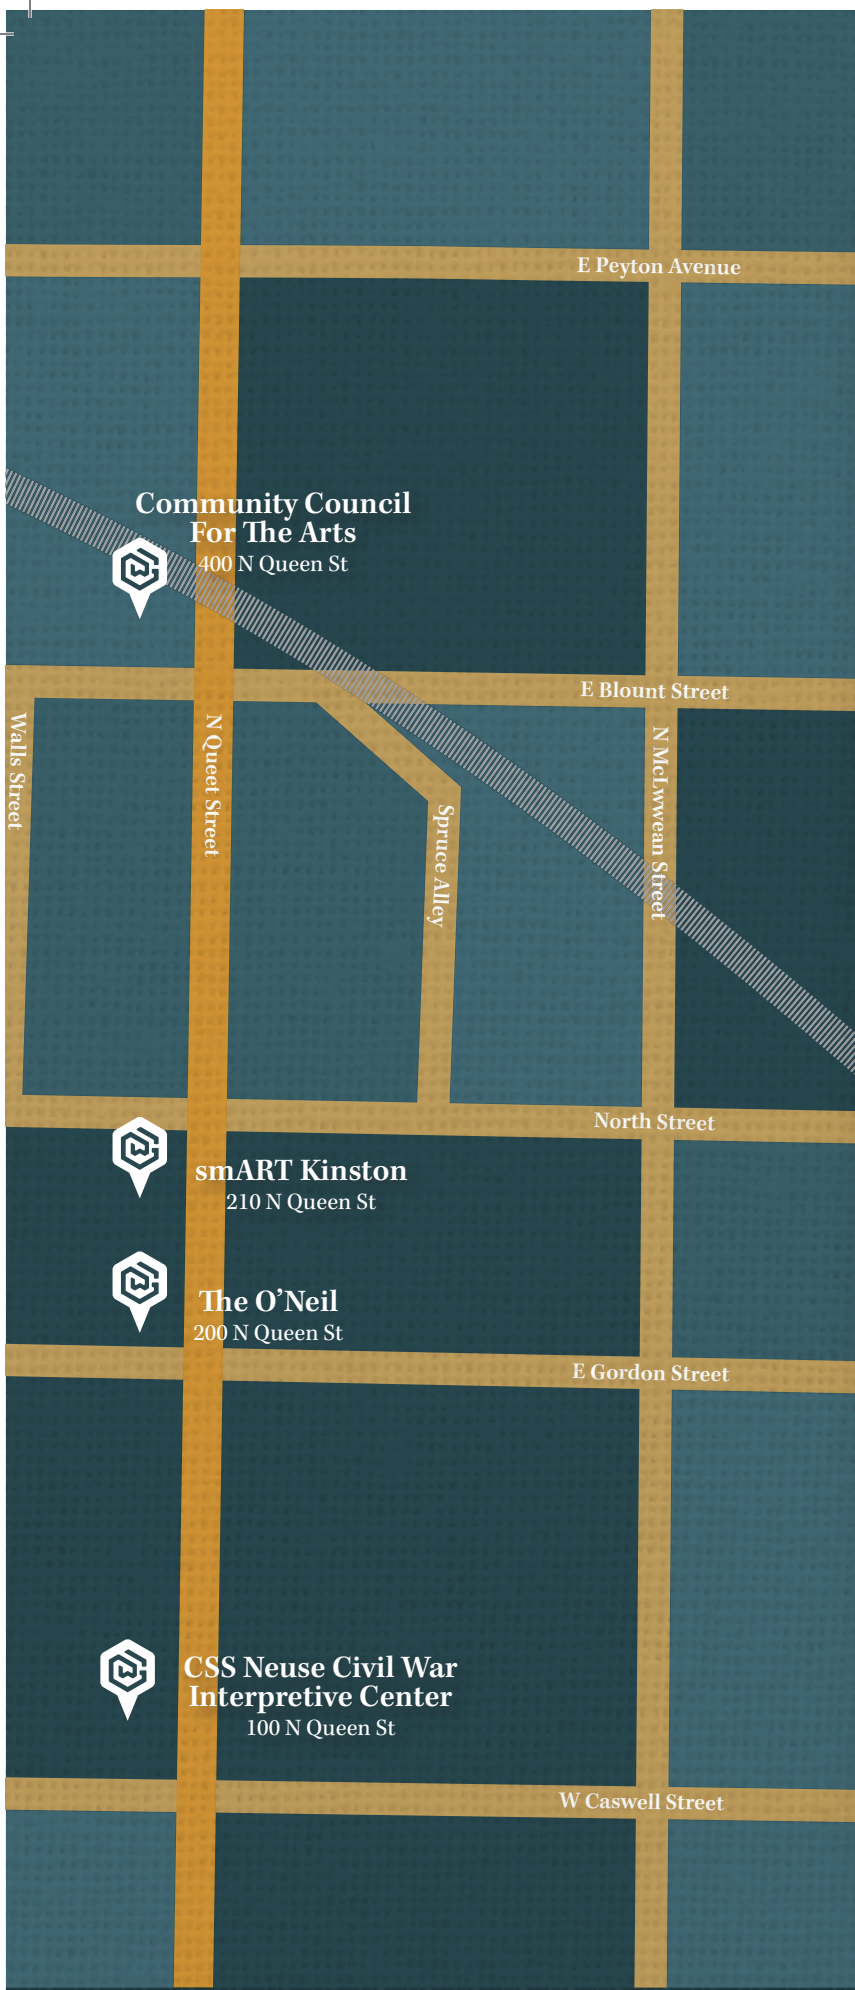 E Peyton Avenue
Community Council
For The Arts
400 N Queen St
E Blount Street
Walls Street
N Queet Street
N McLwwean Street
Spruce Alley
North Street
smART Kinston
210 N Queen St
The O’Neil
200 N Queen St
E Gordon Street
CSS Neuse Civil War
Interpretive Center
100 N Queen St
W Caswell Street